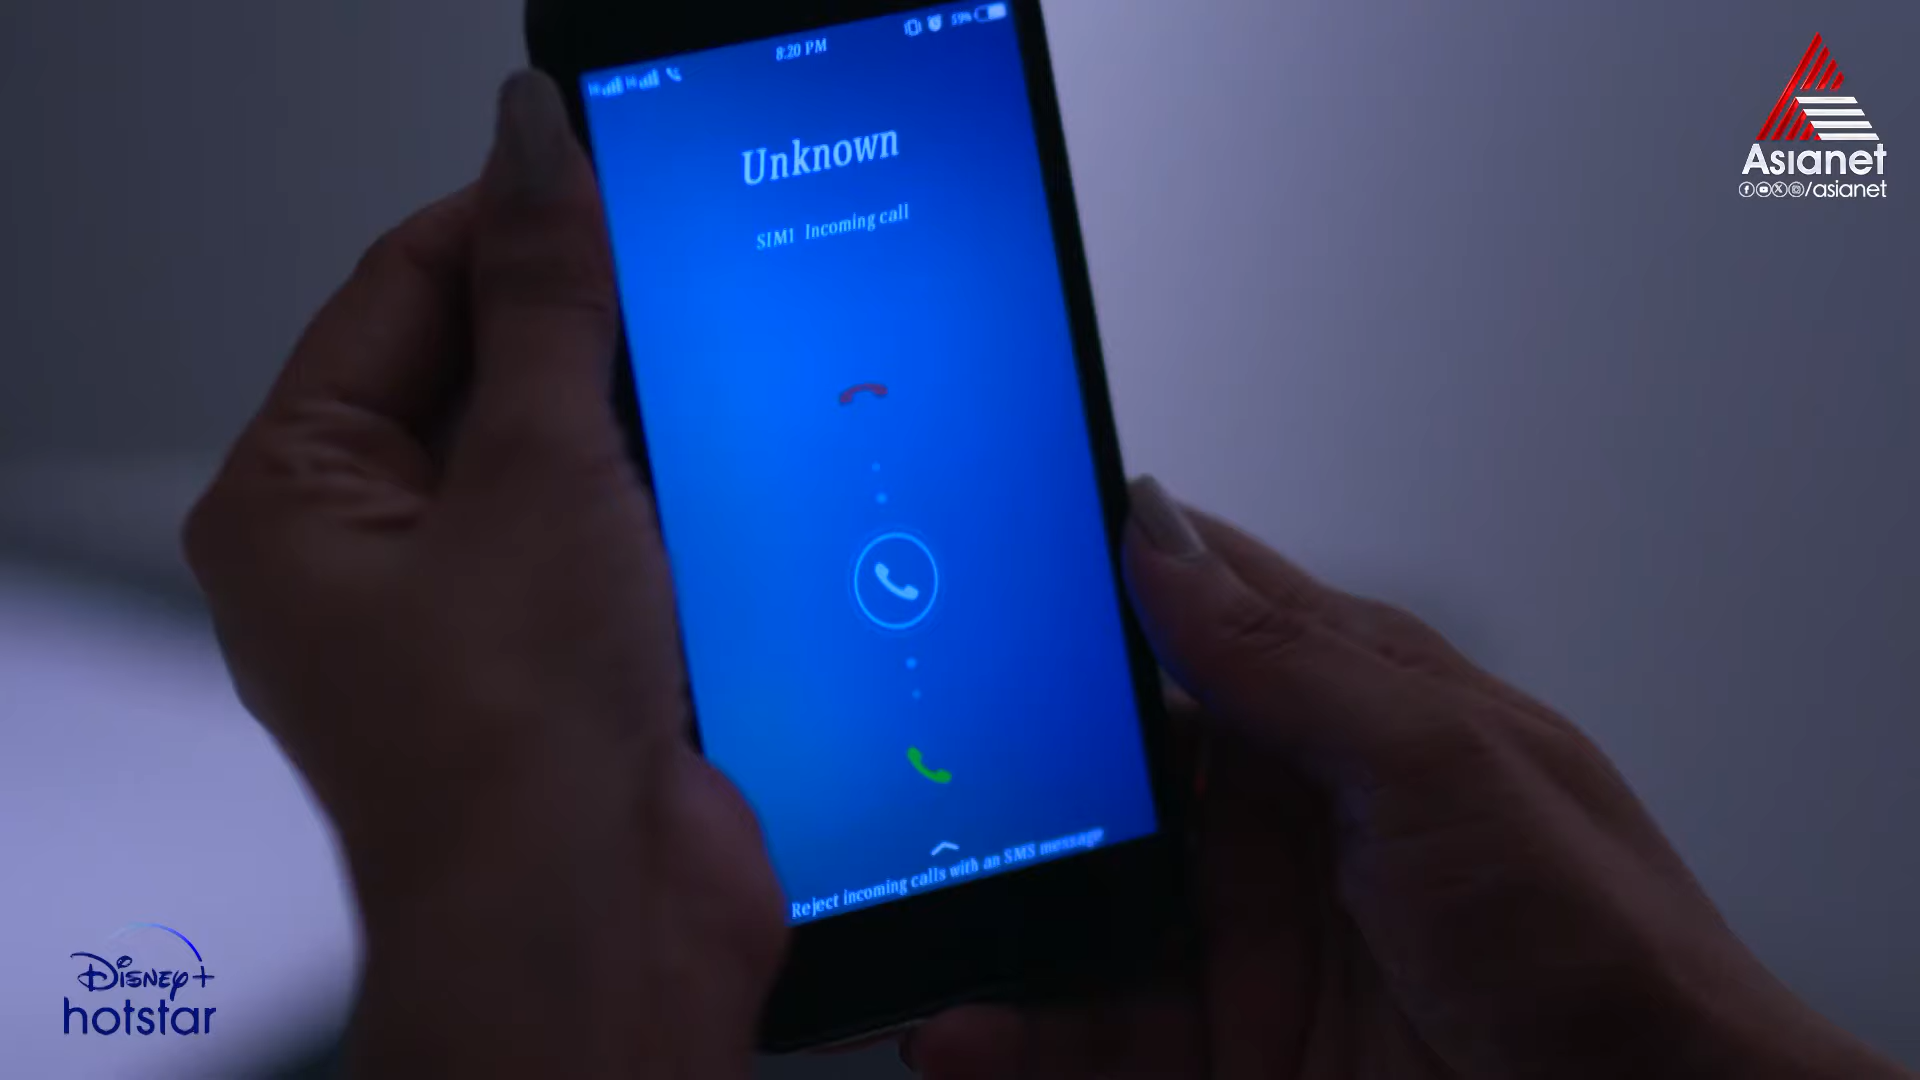 8:20 PM
59%
Unknown
SIM1 Incoming call
Reject incoming calls with an SMS message
Asianet
/asianet
Disney+
hotstar